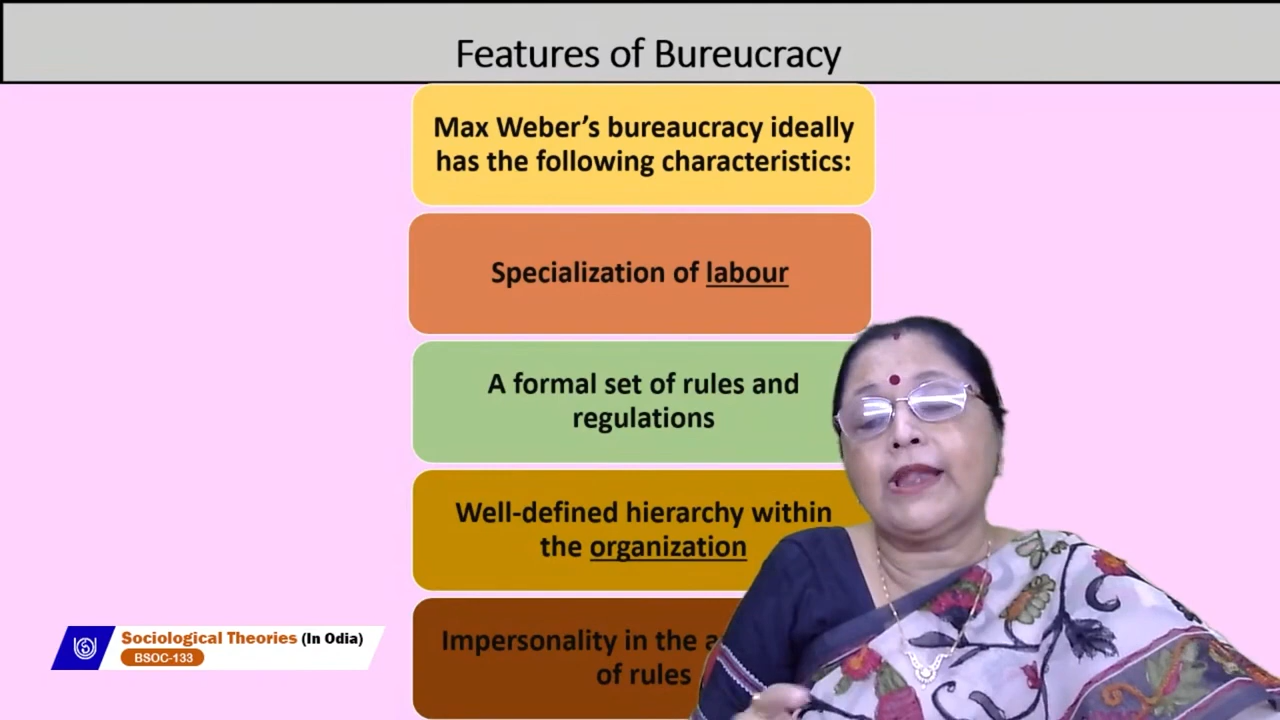 Features of Bureucracy
Max Weber's bureaucracy ideally
has the following characteristics:
Specialization of labour
A formal set of rules and
regulations
Well-defined hierarchy within
the organization
Impersonality in the
of rules
Sociological Theories (In Odia)
BSOC-133